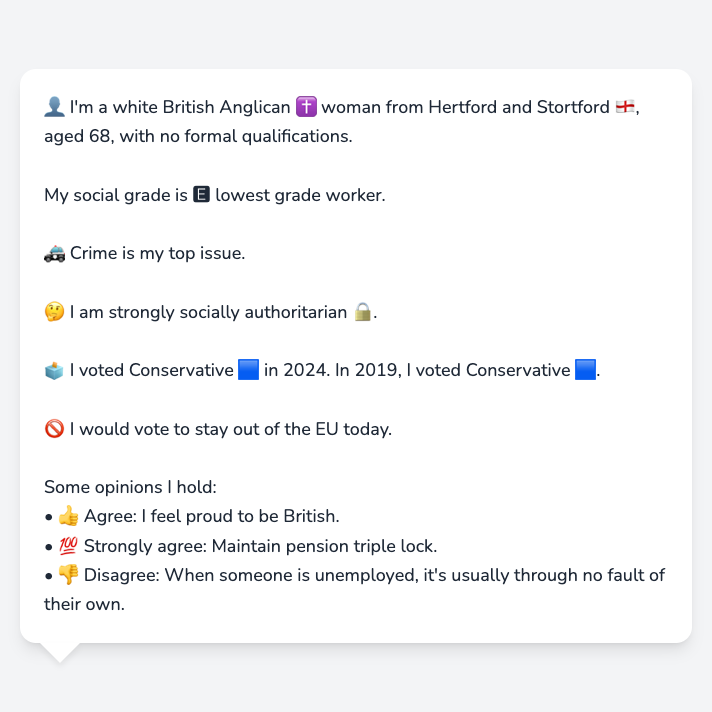 👤 I'm a white British Anglican ✝️ woman from Hertford and Stortford 🏴󠁧󠁢󠁥󠁮󠁧󠁿,
aged 68, with no formal qualifications.
My social grade is 🅴 lowest grade worker.
🚓 Crime is my top issue.
🤔 I am strongly socially authoritarian 🔒.
🗳️ I voted Conservative 🟦 in 2024. In 2019, I voted Conservative 🟦.
🚫 I would vote to stay out of the EU today.
Some opinions I hold:
• 👍 Agree: I feel proud to be British.
• 💯 Strongly agree: Maintain pension triple lock.
• 👎 Disagree: When someone is unemployed, it's usually through no fault of
their own.